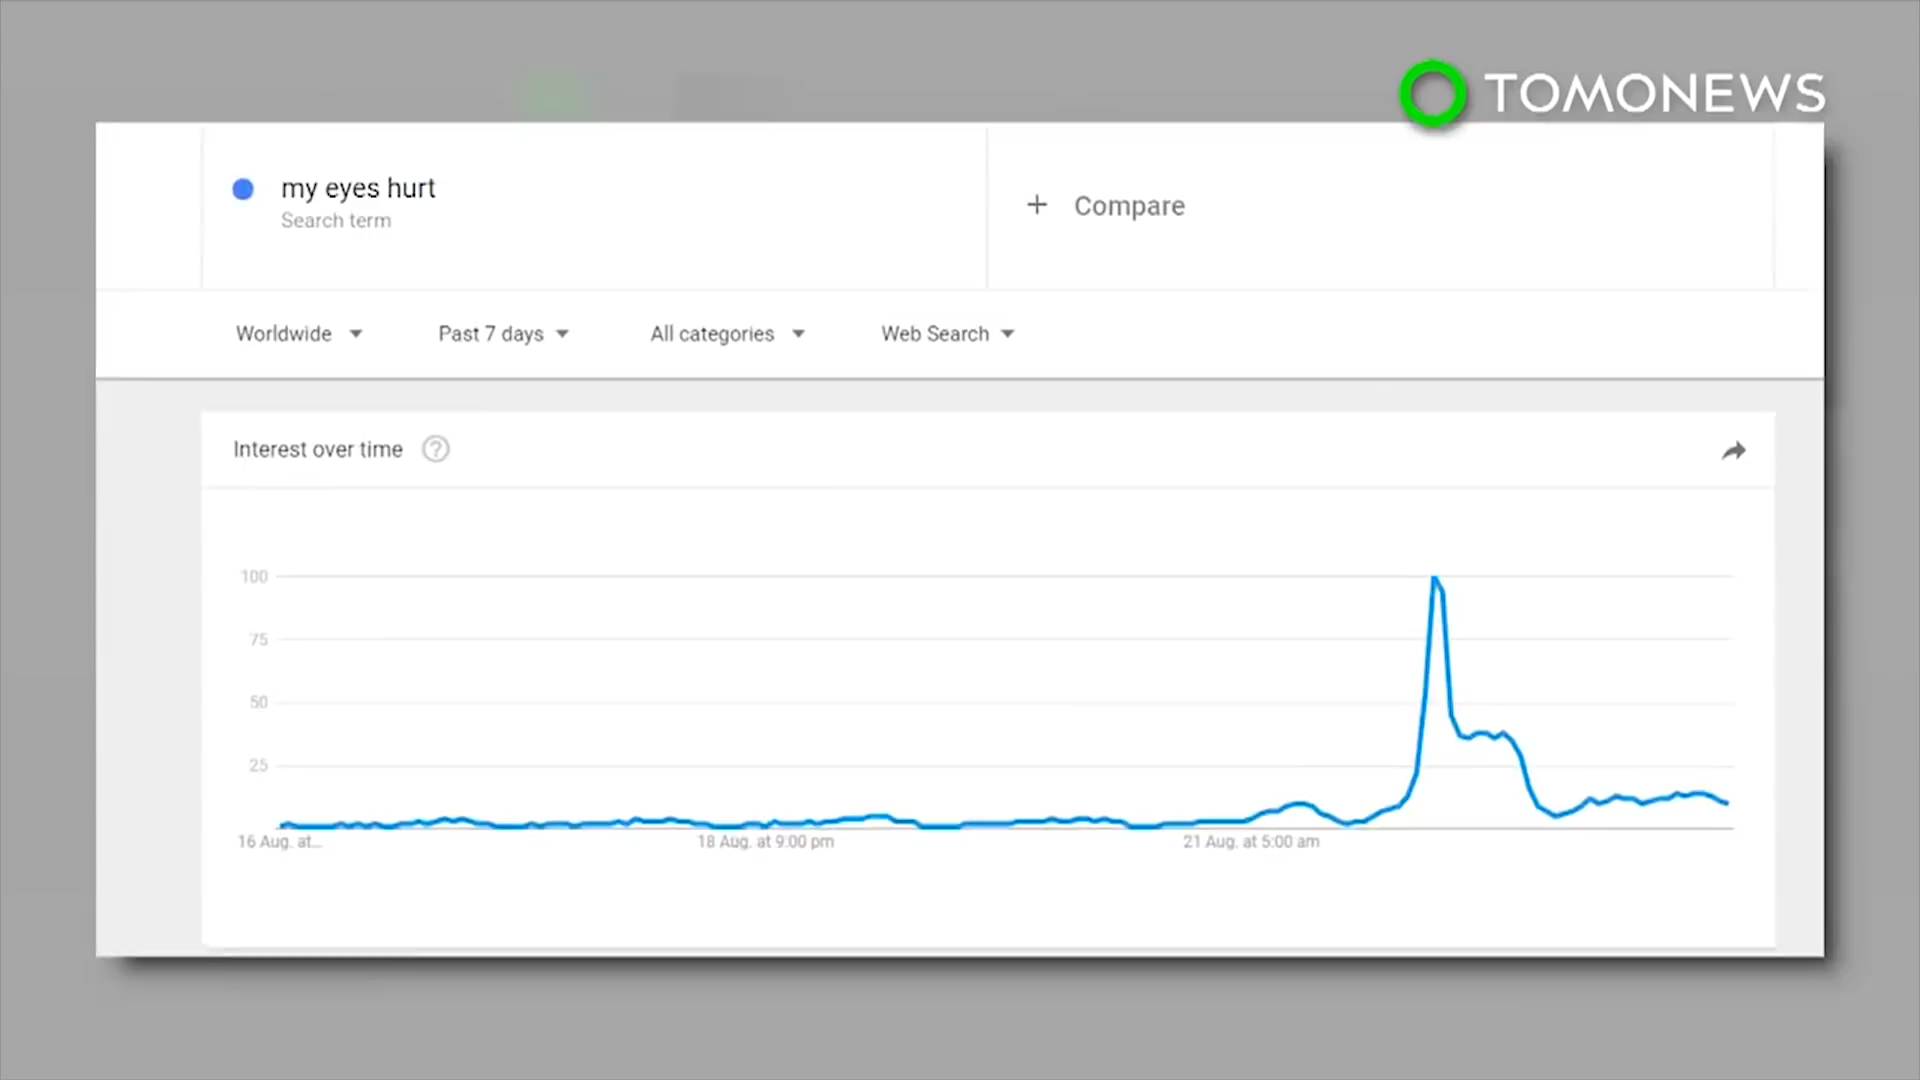 TOMONEWS
my eyes hurt
Search term
+ Compare
Worldwide
Past 7 days
All categories
Web Search
Interest over time ?
100
75
50
25
16 Aug. at...
18 Aug. at 9:00 pm
21 Aug. at 5:00 am